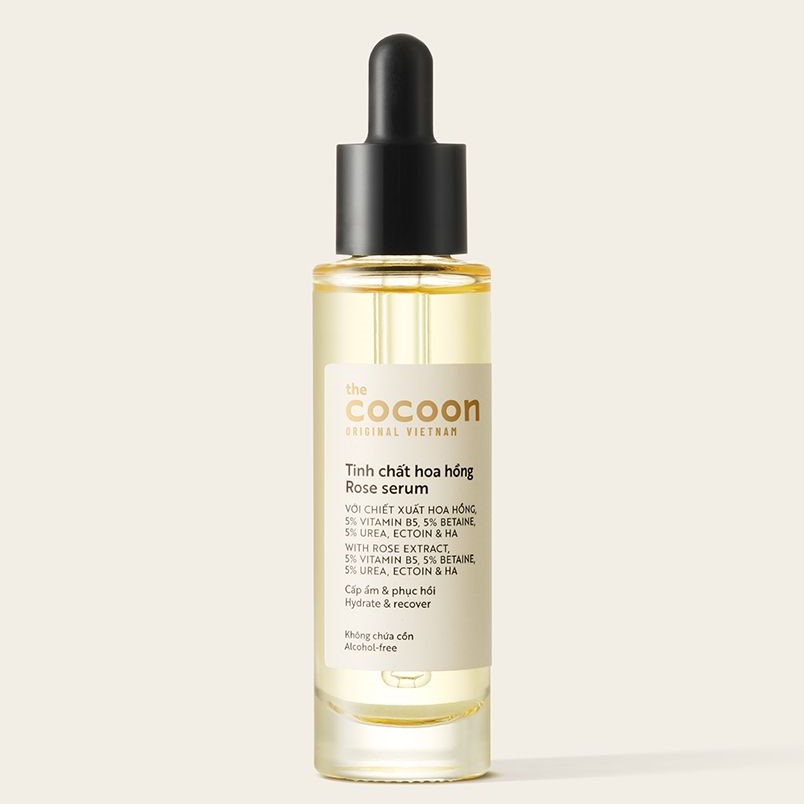 the
cocoon
ORIGINAL VIETNAM
Tinh chất hoa hồng
Rose serum
VỚI CHIẾT XUẤT HOA HỒNG,
5% VITAMIN B5, 5% BETAINE,
5% UREA, ECTOIN & HA
WITH ROSE EXTRACT,
5% VITAMIN B5, 5% BETAINE,
5% UREA, ECTOIN & HA
Cấp ẩm & phục hồi
Hydrate & recover
Không chứa cồn
Alcohol-free